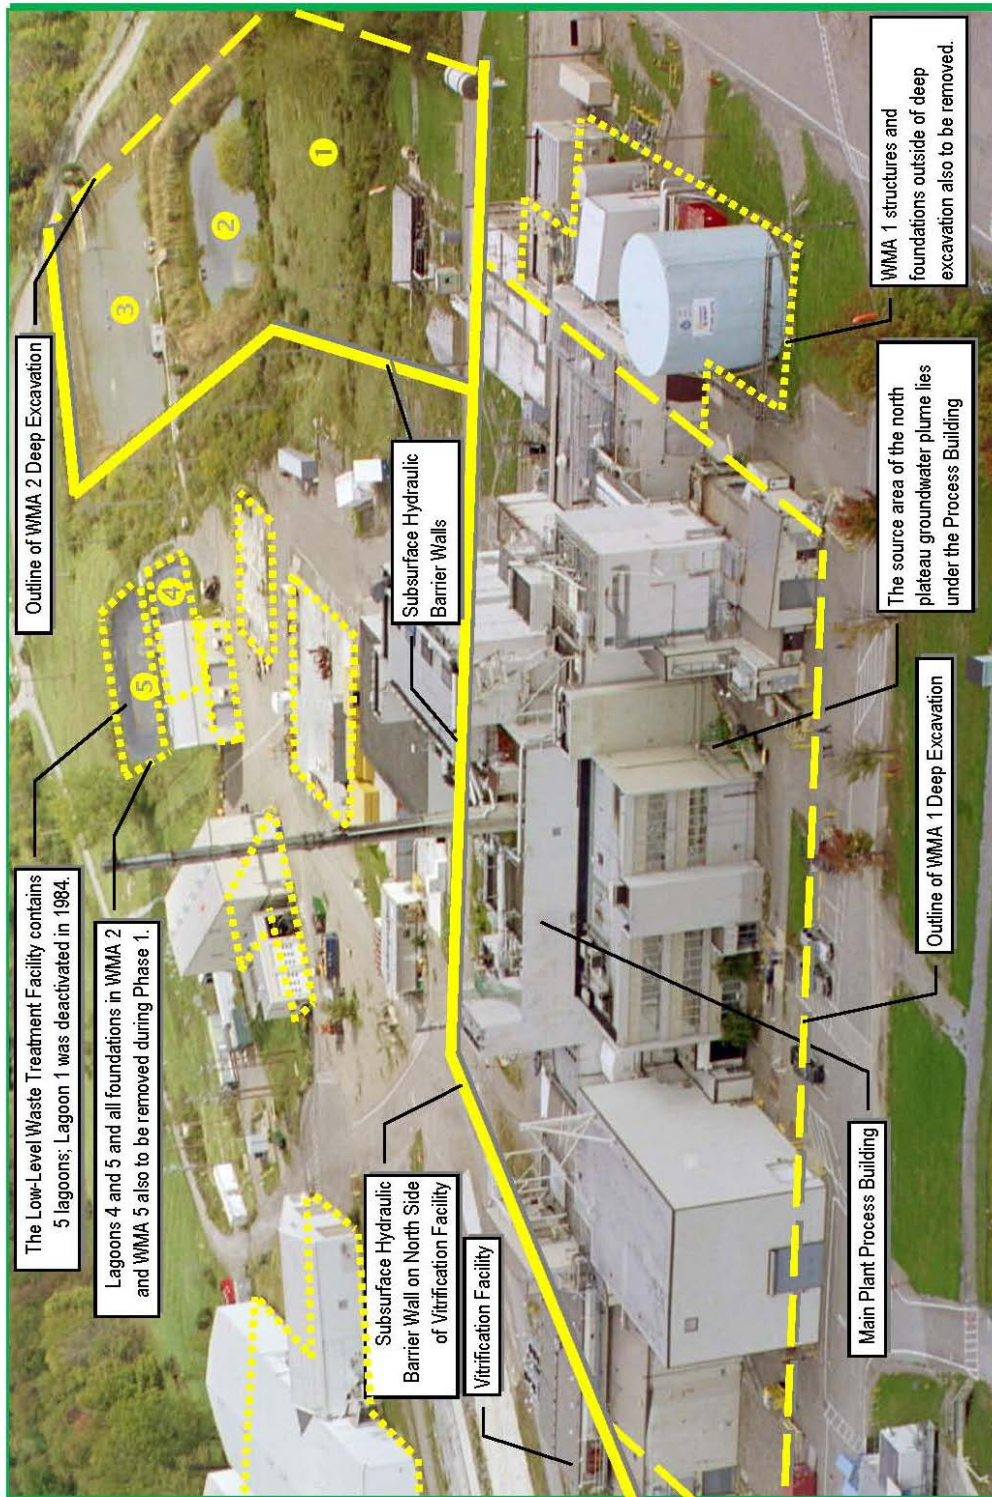 The Low-Level Waste Treatment Facility contains
5 lagoons; Lagoon 1 was deactivated in 1984.
Lagoons 4 and 5 and all foundations in WMA 2
and WMA 5 also to be removed during Phase 1.
Outline of WMA 2 Deep Excavation
5
4
3
2
1
Subsurface Hydraulic
Barrier Wall on North Side
of Vitrification Facility
Vitrification Facility
Subsurface Hydraulic
Barrier Walls
Main Plant Process Building
Outline of WMA 1 Deep Excavation
The source area of the north
plateau groundwater plume lies
under the Process Building
WMA 1 structures and
foundations outside of deep
excavation also to be removed.